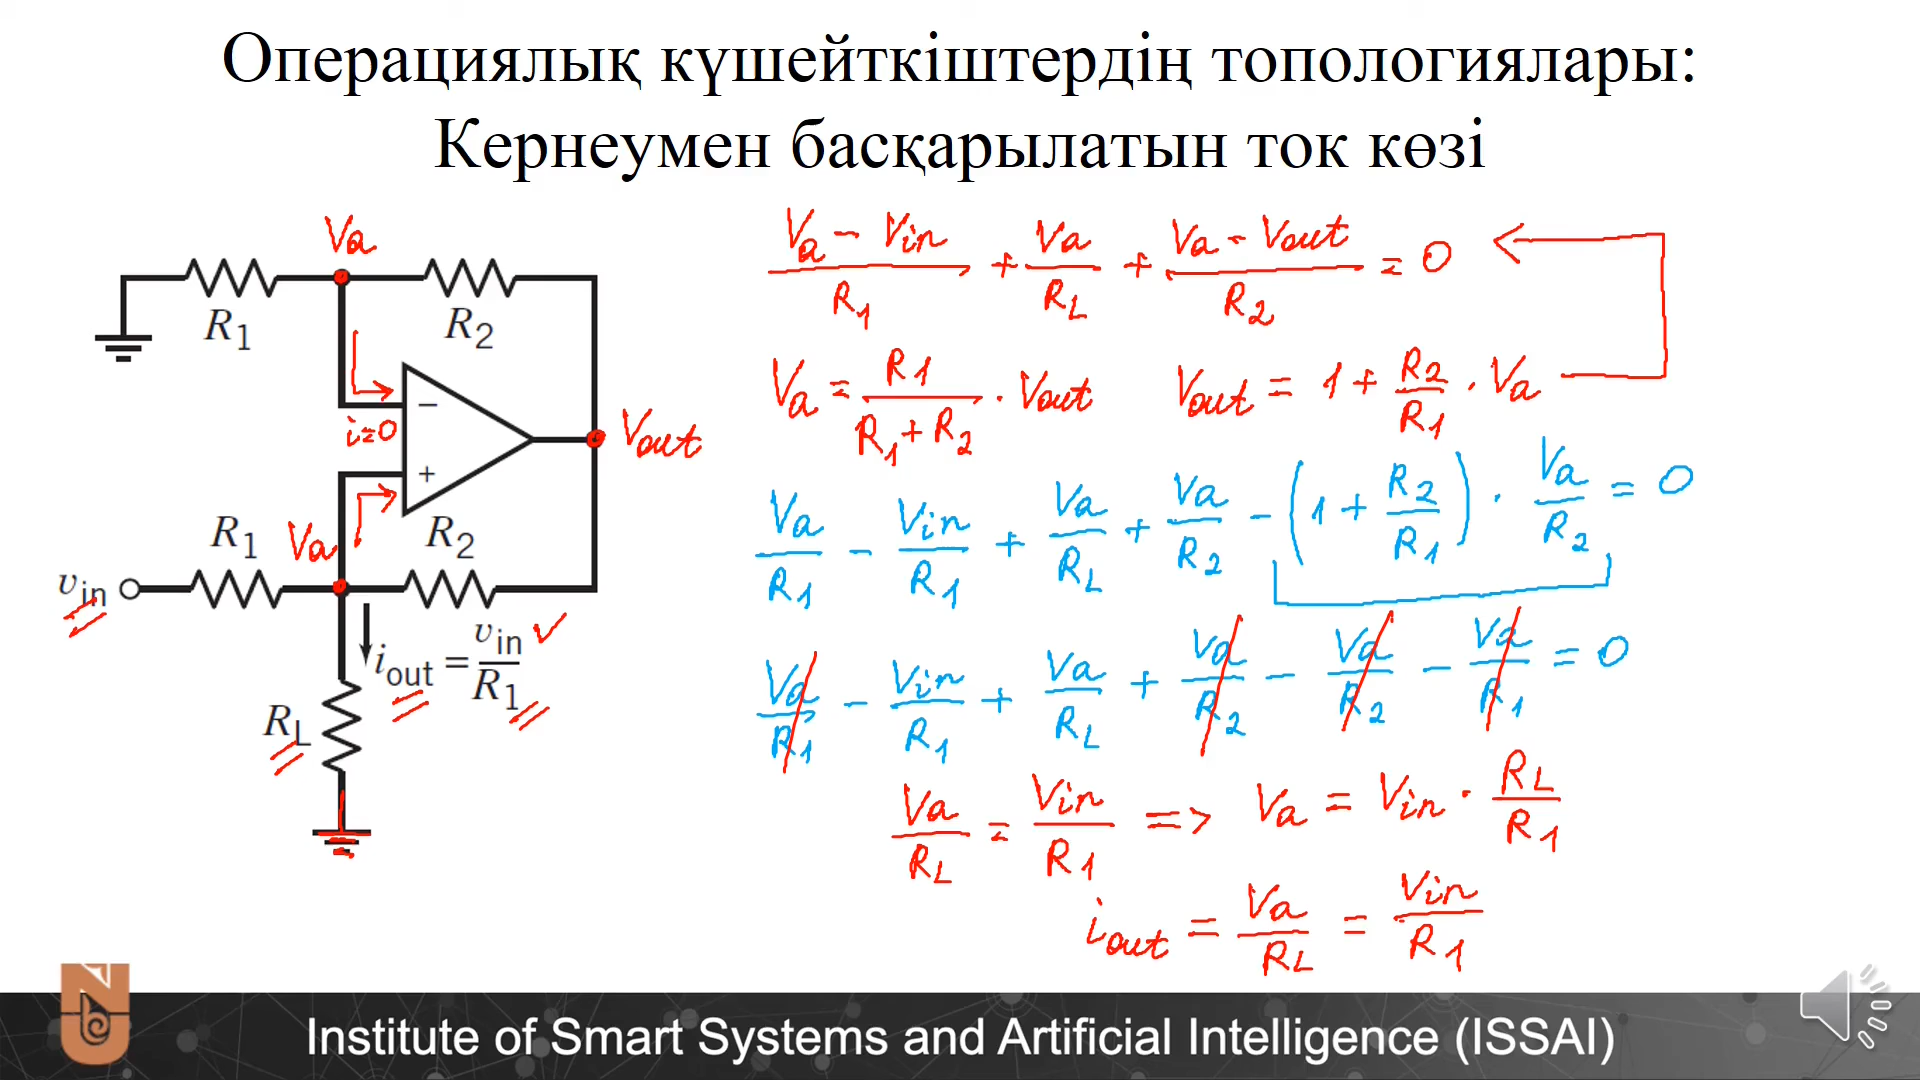 Операциялық күшейткіштердің топологиялары:
Кернеумен басқарылатын ток көзі
Va
R1
R2
−
i=0
+
Vout
R1
Va
R2
vin
iout = vin/R1
RL
(Va − Vin)/R1 + Va/RL + (Va − Vout)/R2 = 0
Va = R1/(R1+R2) · Vout
Vout = 1 + R2/R1 · Va
Va/R1 − Vin/R1 + Va/RL + Va/R2 − (1 + R2/R1) · Va/R2 = 0
Va/R1 − Vin/R1 + Va/RL + Va/R2 − Va/R2 − Va/R1 = 0
Va/RL = Vin/R1 => Va = Vin · RL/R1
iout = Va/RL = Vin/R1
Institute of Smart Systems and Artificial Intelligence (ISSAI)